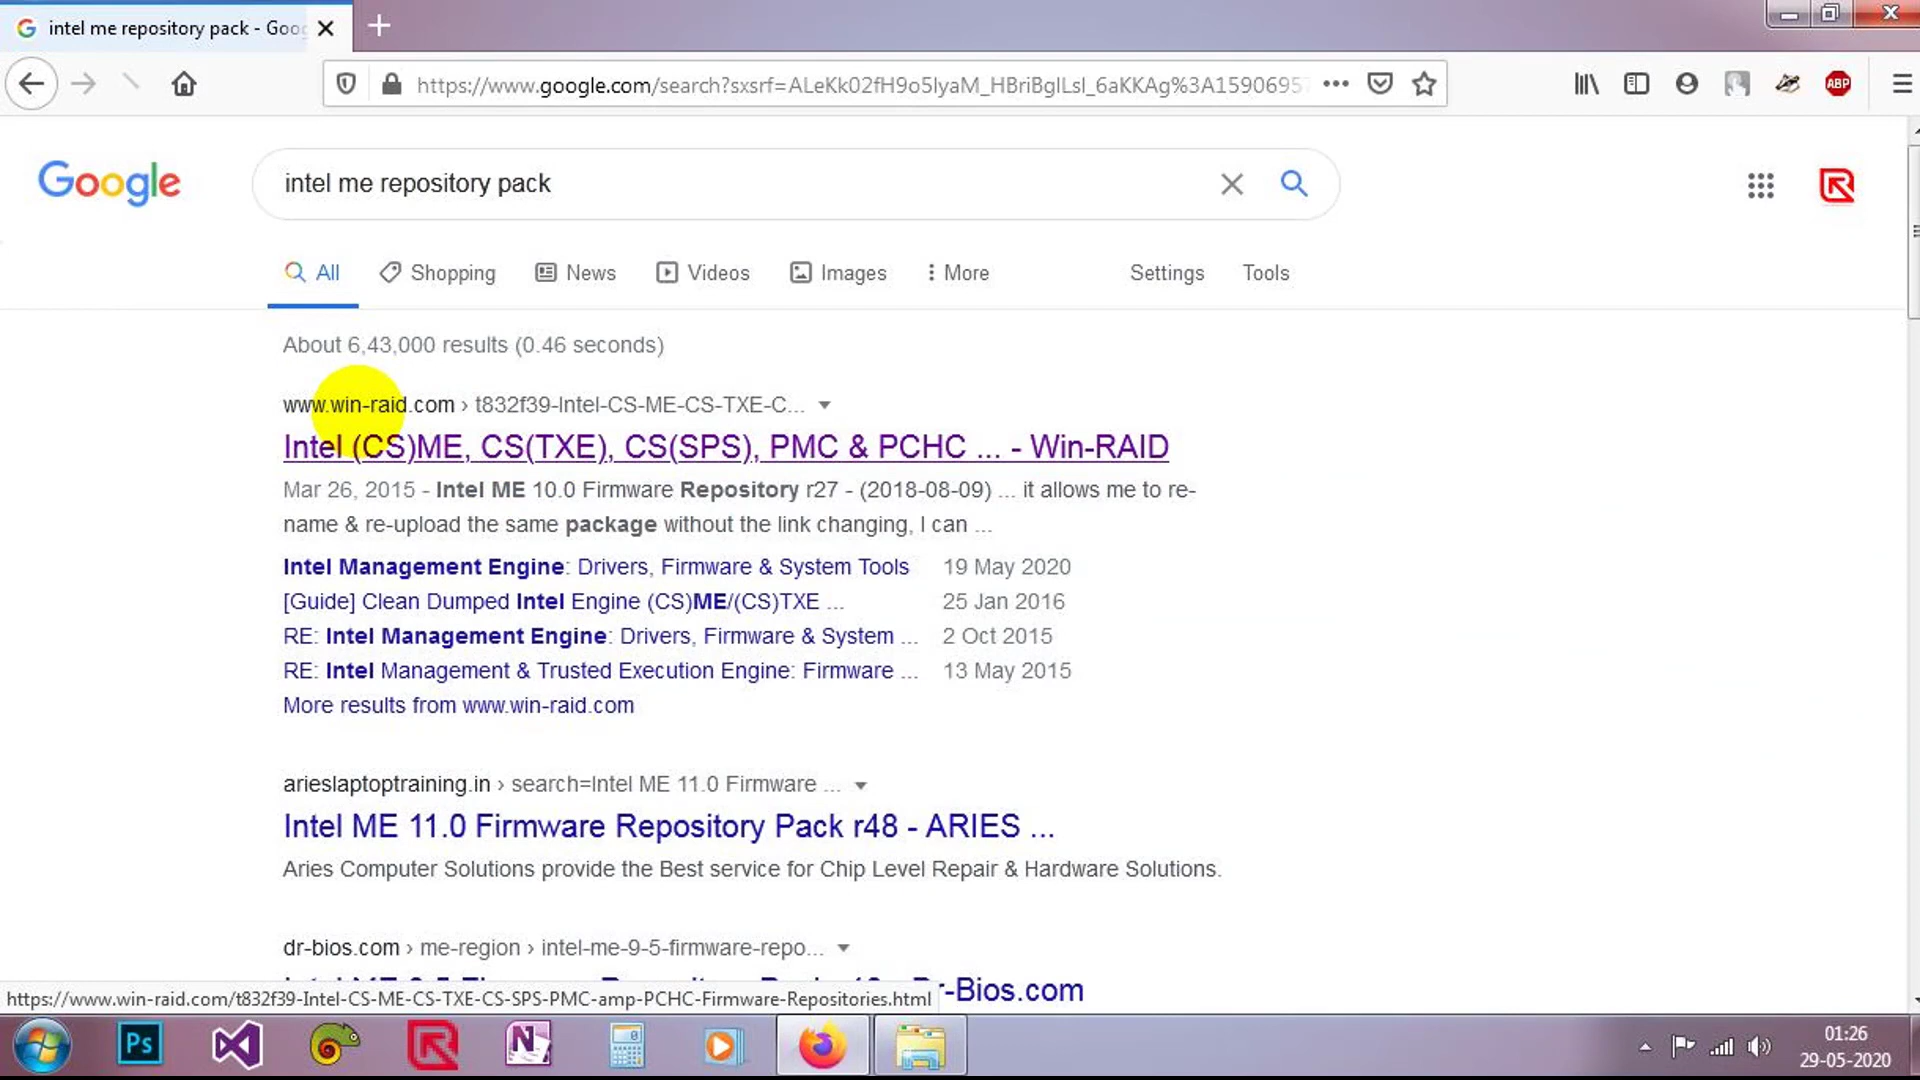 intel me repository pack - Goo
https://www.google.com/search?sxsrf=ALeKk02fH9o5lyaM_HBriBglLsl_6aKKAg%3A1590695
ABP
Google
intel me repository pack
All
Shopping
News
Videos
Images
More
Settings
Tools
About 6,43,000 results (0.46 seconds)
www.win-raid.com › t832f39-Intel-CS-ME-CS-TXE-C...
Intel (CS)ME, CS(TXE), CS(SPS), PMC & PCHC ... - Win-RAID
Mar 26, 2015 - Intel ME 10.0 Firmware Repository r27 - (2018-08-09) ... it allows me to re-
name & re-upload the same package without the link changing, I can ...
Intel Management Engine: Drivers, Firmware & System Tools 19 May 2020
[Guide] Clean Dumped Intel Engine (CS)ME/(CS)TXE ... 25 Jan 2016
RE: Intel Management Engine: Drivers, Firmware & System ... 2 Oct 2015
RE: Intel Management & Trusted Execution Engine: Firmware ... 13 May 2015
More results from www.win-raid.com
arieslaptoptraining.in › search=Intel ME 11.0 Firmware ...
Intel ME 11.0 Firmware Repository Pack r48 - ARIES ...
Aries Computer Solutions provide the Best service for Chip Level Repair & Hardware Solutions.
dr-bios.com › me-region › intel-me-9-5-firmware-repo...
-Bios.com
https://www.win-raid.com/t832f39-Intel-CS-ME-CS-TXE-CS-SPS-PMC-amp-PCHC-Firmware-Repositories.html
Ps
N
01:26
29-05-2020